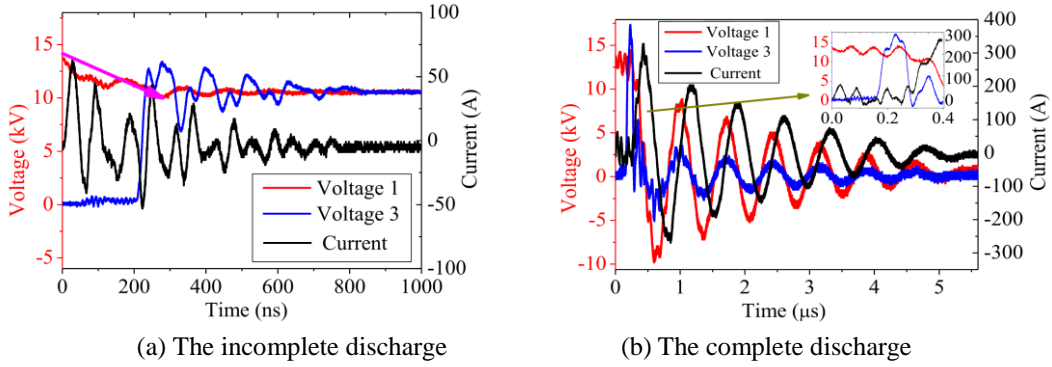 15
10
5
0
-5
Voltage (kV)
100
50
0
-50
-100
Current (A)
Voltage 1
Voltage 3
Current
0 200 400 600 800 1000
Time (ns)
(a) The incomplete discharge
15
10
5
0
-5
-10
Voltage (kV)
400
300
200
100
0
-100
-200
-300
Current (A)
Voltage 1
Voltage 3
Current
15
10
5
0
300
200
100
0
0.0 0.2 0.4
0 1 2 3 4 5
Time (μs)
(b) The complete discharge